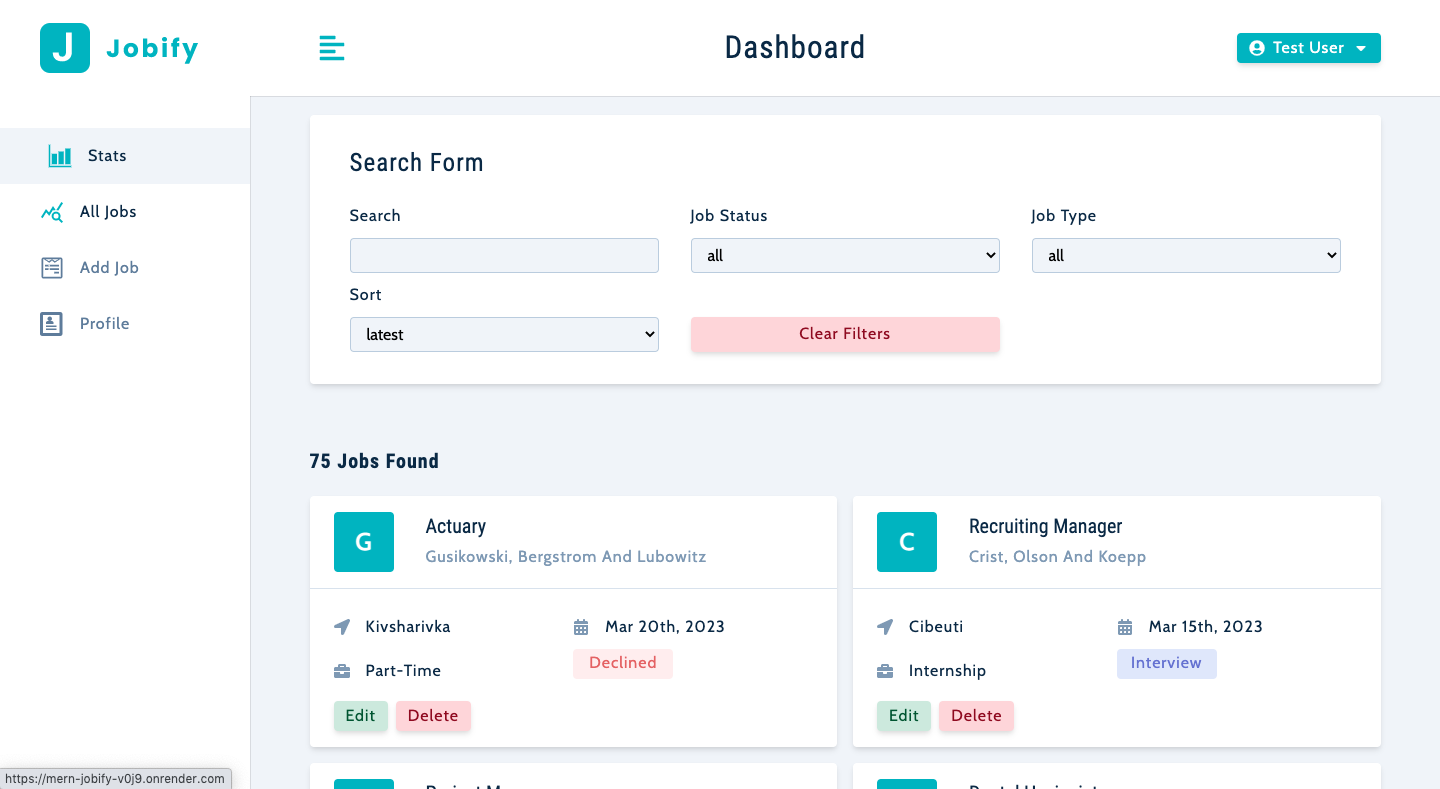 J Jobify
Dashboard
Test User
Stats
All Jobs
Add Job
Profile
Search Form
Search
Job Status
Job Type
all
all
Sort
latest
Clear Filters
75 Jobs Found
G
Actuary
Gusikowski, Bergstrom And Lubowitz
Kivsharivka
Mar 20th, 2023
Part-Time
Declined
Edit
Delete
C
Recruiting Manager
Crist, Olson And Koepp
Cibeuti
Mar 15th, 2023
Internship
Interview
Edit
Delete
https://mern-jobify-v0j9.onrender.com